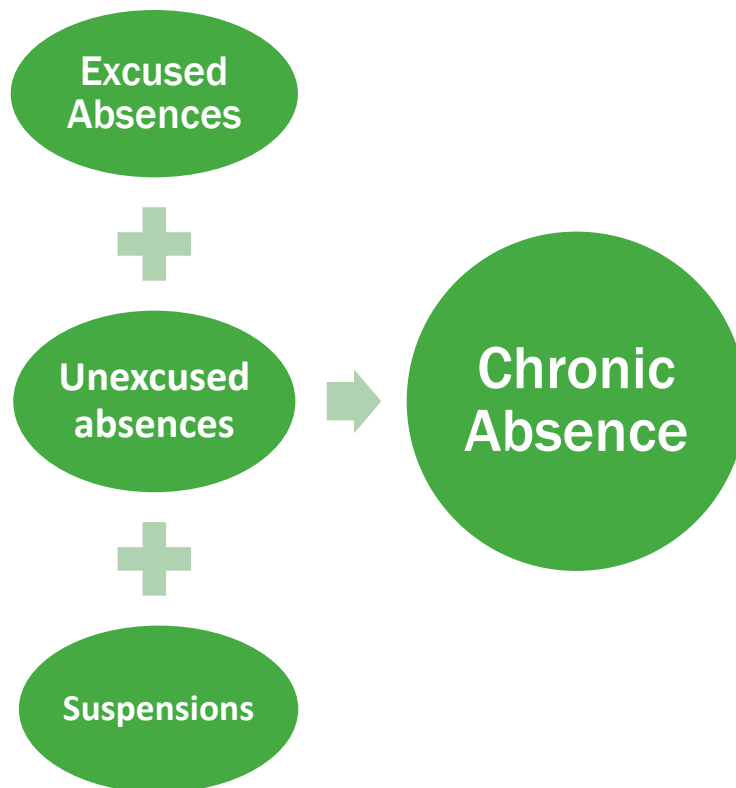 Excused
Absences
Unexcused
absences
Suspensions
Chronic
Absence